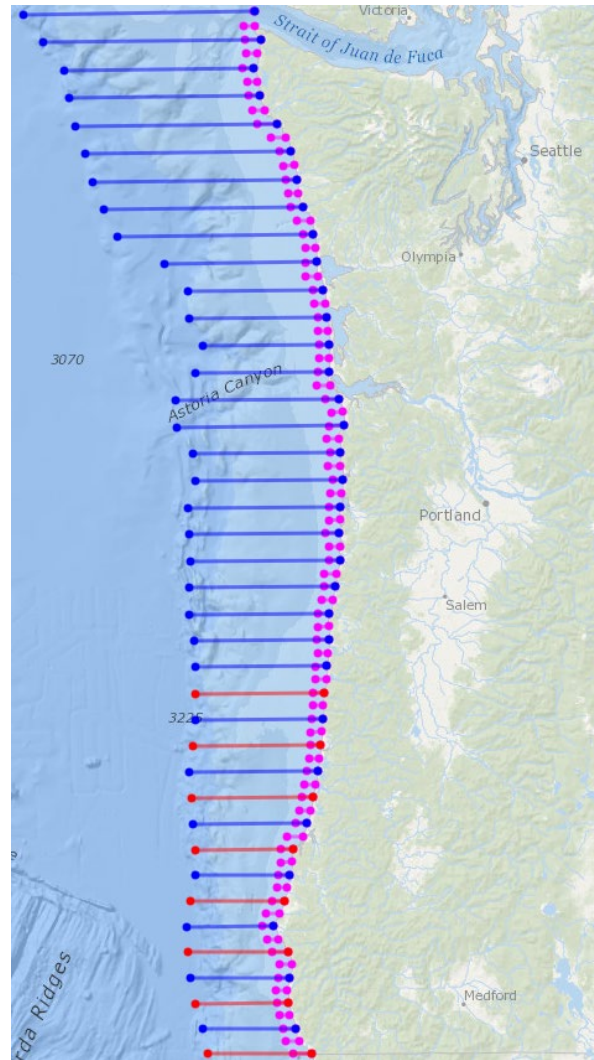 Victoria
Strait of Juan de Fuca
Seattle
Olympia
3070
Astoria Canyon
Portland
Salem
3225
rda Ridges
Medford